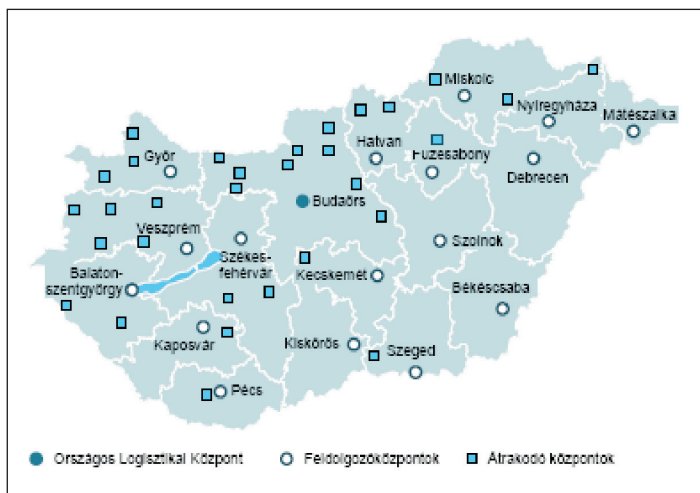 Miskolc
Nyíregyháza
Mátészalka
Hatvan
Füzesabony
Győr
Debrecen
Budaörs
Veszprém
Székes-
fehérvár
Szolnok
Balaton-
szentgyörgy
Kecskemét
Békéscsaba
Kaposvár
Kiskőrös
Szeged
Pécs
Országos Logisztikai Központ
Feldolgozóközpontok
Átrakodó központok